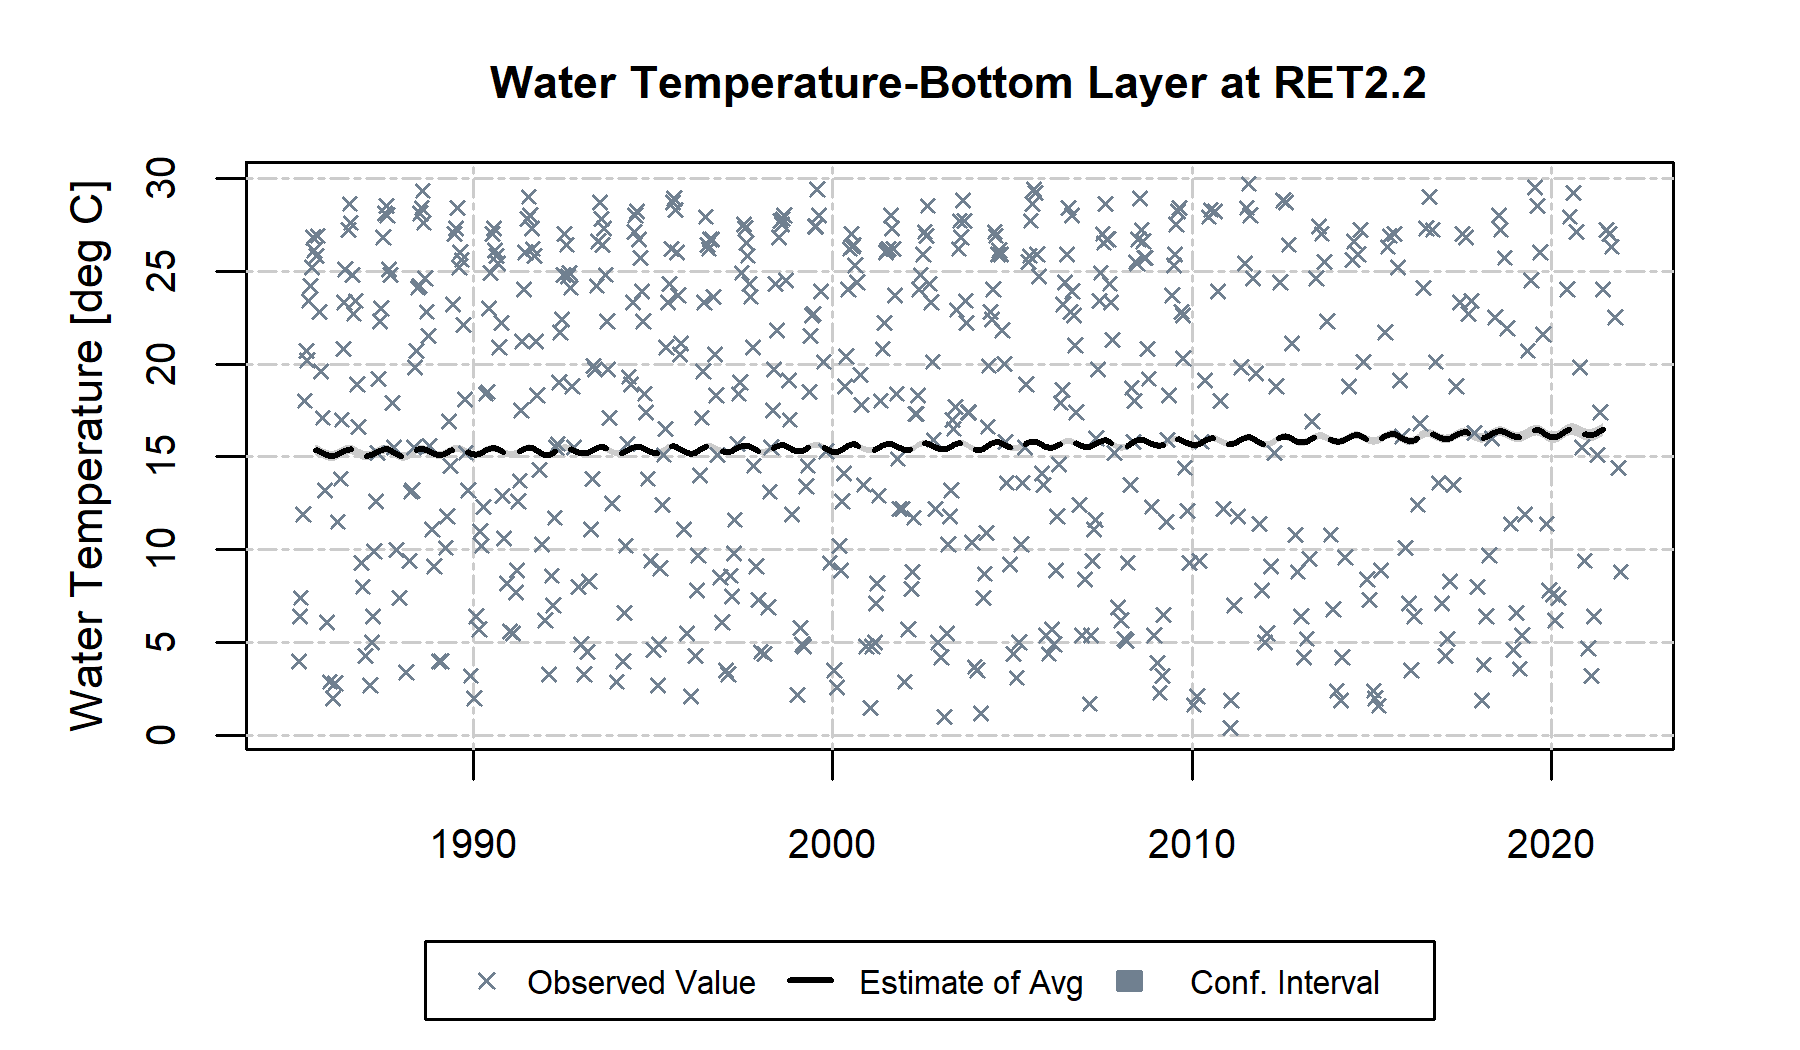 Water Temperature-Bottom Layer at RET2.2
Water Temperature [deg C]
30
25
20
15
10
5
0
1990 2000 2010 2020
Observed Value Estimate of Avg Conf. Interval